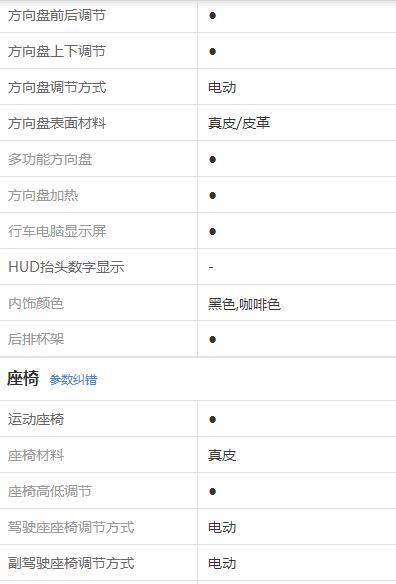 方向盘前后调节 ●
方向盘上下调节 ●
方向盘调节方式 电动
方向盘表面材料 真皮/皮革
多功能方向盘 ●
方向盘加热 ●
行车电脑显示屏 ●
HUD抬头数字显示 -
内饰颜色 黑色,咖啡色
后排杯架 ●
座椅 参数纠错
运动座椅 ●
座椅材料 真皮
座椅高低调节 ●
驾驶座座椅调节方式 电动
副驾驶座椅调节方式 电动